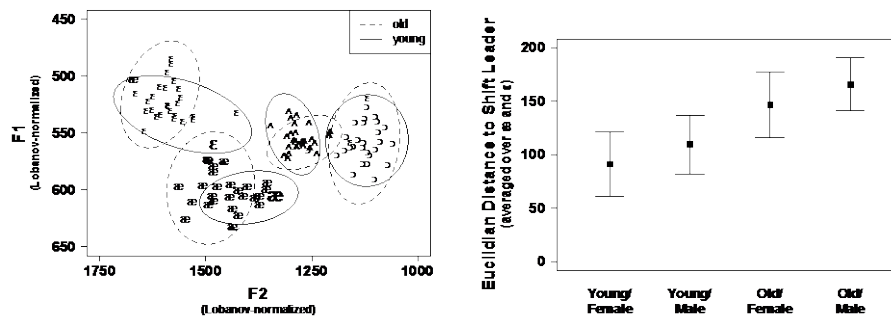 450
500
550
600
650
F1
(Lobanov-normalized)
old
young
1750
1500
1250
1000
F2
(Lobanov-normalized)
200
150
100
50
0
Euclidian Distance to Shift Leader
(averaged over æ and ɛ)
Young/
Female
Young/
Male
Old/
Female
Old/
Male